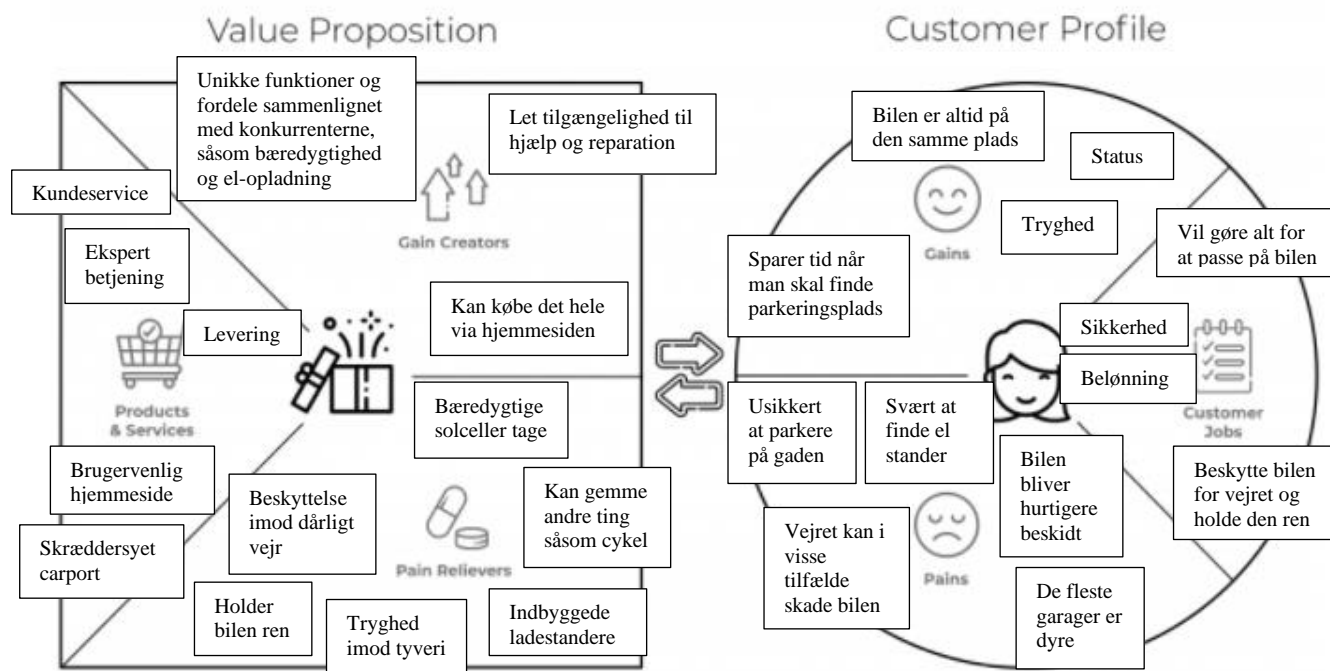 Value Proposition
Unikke funktioner og
fordele sammenlignet
med konkurrenterne,
såsom bæredygtighed
og el-opladning
Let tilgængelighed til
hjælp og reparation
Kundeservice
Gain Creators
Ekspert
betjening
Kan købe det hele
via hjemmesiden
Levering
Products
& Services
Bæredygtige
solceller tage
Brugervenlig
hjemmeside
Beskyttelse
imod dårligt
vejr
Kan gemme
andre ting
såsom cykel
Skræddersyet
carport
Pain Relievers
Holder
bilen ren
Tryghed
imod tyveri
Indbyggede
ladestandere
Customer Profile
Bilen er altid på
den samme plads
Status
Tryghed
Gains
Vil gøre alt for
at passe på bilen
Sparer tid når
man skal finde
parkeringsplads
Sikkerhed
Belønning
Customer
Jobs
Usikkert
at parkere
på gaden
Svært at
finde el
stander
Bilen
bliver
hurtigere
beskidt
Beskytte bilen
for vejret og
holde den ren
Vejret kan i
visse
tilfælde
skade bilen
Pains
De fleste
garager er
dyre